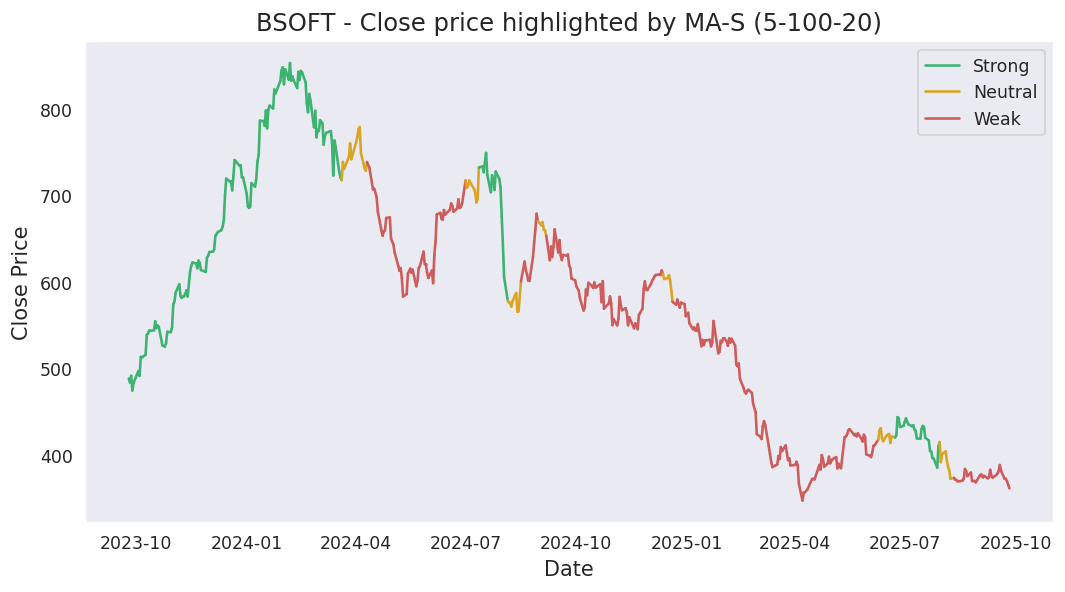 BSOFT - Close price highlighted by MA-S (5-100-20)
Strong
Neutral
Weak
Close Price
800
700
600
500
400
2023-10 2024-01 2024-04 2024-07 2024-10 2025-01 2025-04 2025-07 2025-10
Date